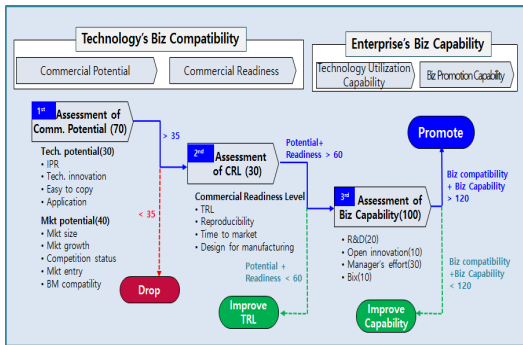 Technology's Biz Compatibility
Enterprise's Biz Capability
Commercial Potential
Commercial Readiness
Technology Utilization
Capability
Biz Promotion Capability
1st
Assessment of
Comm. Potential (70)
> 35
Tech. potential(30)
• IPR
• Tech. innovation
• Easy to copy
• Application
Mkt potential(40)
• Mkt size
• Mkt growth
• Competition status
• Mkt entry
• BM compatility
< 35
Drop
2nd
Assessment
of CRL (30)
Potential+
Readiness > 60
Commercial Readiness Level
• TRL
• Reproducibility
• Time to market
• Design for manufacturing
Potential +
Readiness < 60
Improve
TRL
3rd
Assessment of
Biz Capability(100)
• R&D(20)
• Open innovation(10)
• Manager's effort(30)
• Bix(10)
Promote
Biz compatibility
+ Biz Capability
> 120
Biz compatibility
+Biz Capability
< 120
Improve
Capability